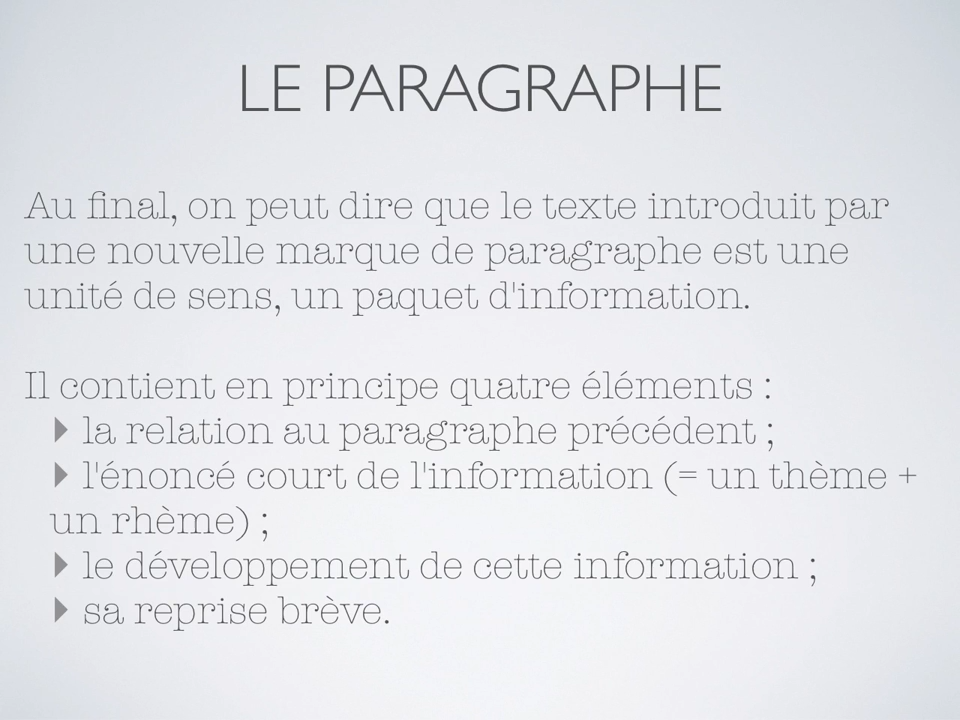 LE PARAGRAPHE
Au final, on peut dire que le texte introduit par
une nouvelle marque de paragraphe est une
unité de sens, un paquet d'information.
Il contient en principe quatre éléments :
‣ la relation au paragraphe précédent ;
‣ l'énoncé court de l'information (= un thème +
un rhème) ;
‣ le développement de cette information ;
‣ sa reprise brève.